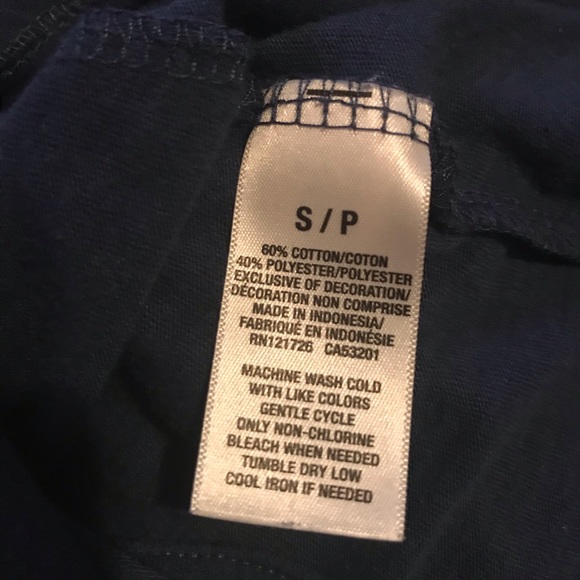 S / P
60% COTTON/COTON
40% POLYESTER/POLYESTER
EXCLUSIVE OF DECORATION/
DÉCORATION NON COMPRISE
MADE IN INDONESIA/
FABRIQUÉ EN INDONÉSIE
RN121726 CA53201
MACHINE WASH COLD
WITH LIKE COLORS
GENTLE CYCLE
ONLY NON-CHLORINE
BLEACH WHEN NEEDED
TUMBLE DRY LOW
COOL IRON IF NEEDED